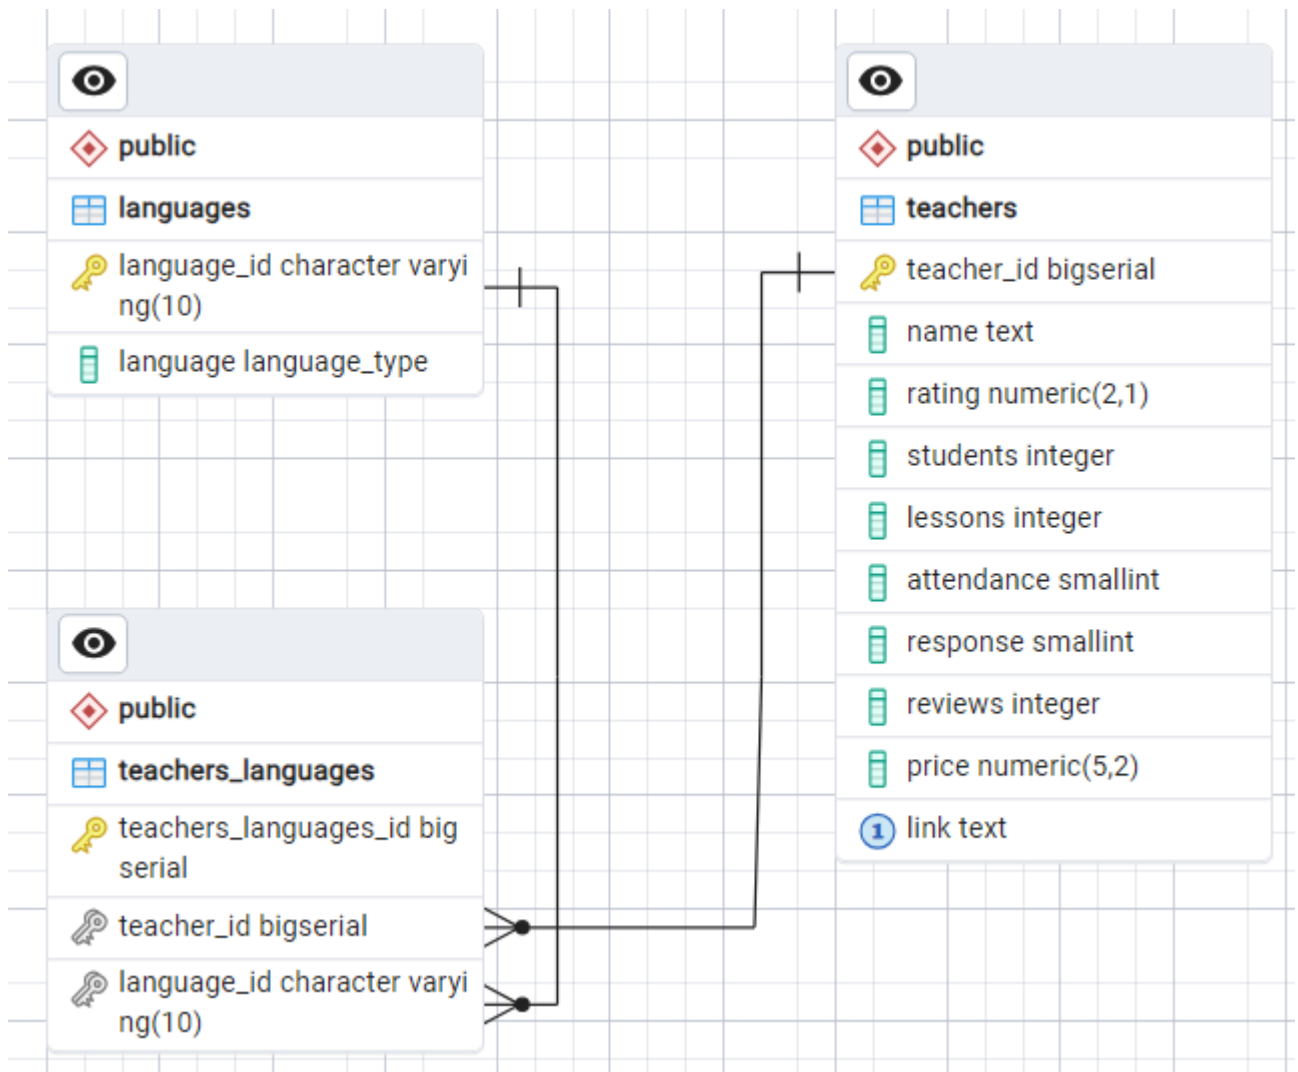 public
languages
language_id character varyi
ng(10)
language language_type
public
teachers_languages
teachers_languages_id big
serial
teacher_id bigserial
language_id character varyi
ng(10)
public
teachers
teacher_id bigserial
name text
rating numeric(2,1)
students integer
lessons integer
attendance smallint
response smallint
reviews integer
price numeric(5,2)
1 link text